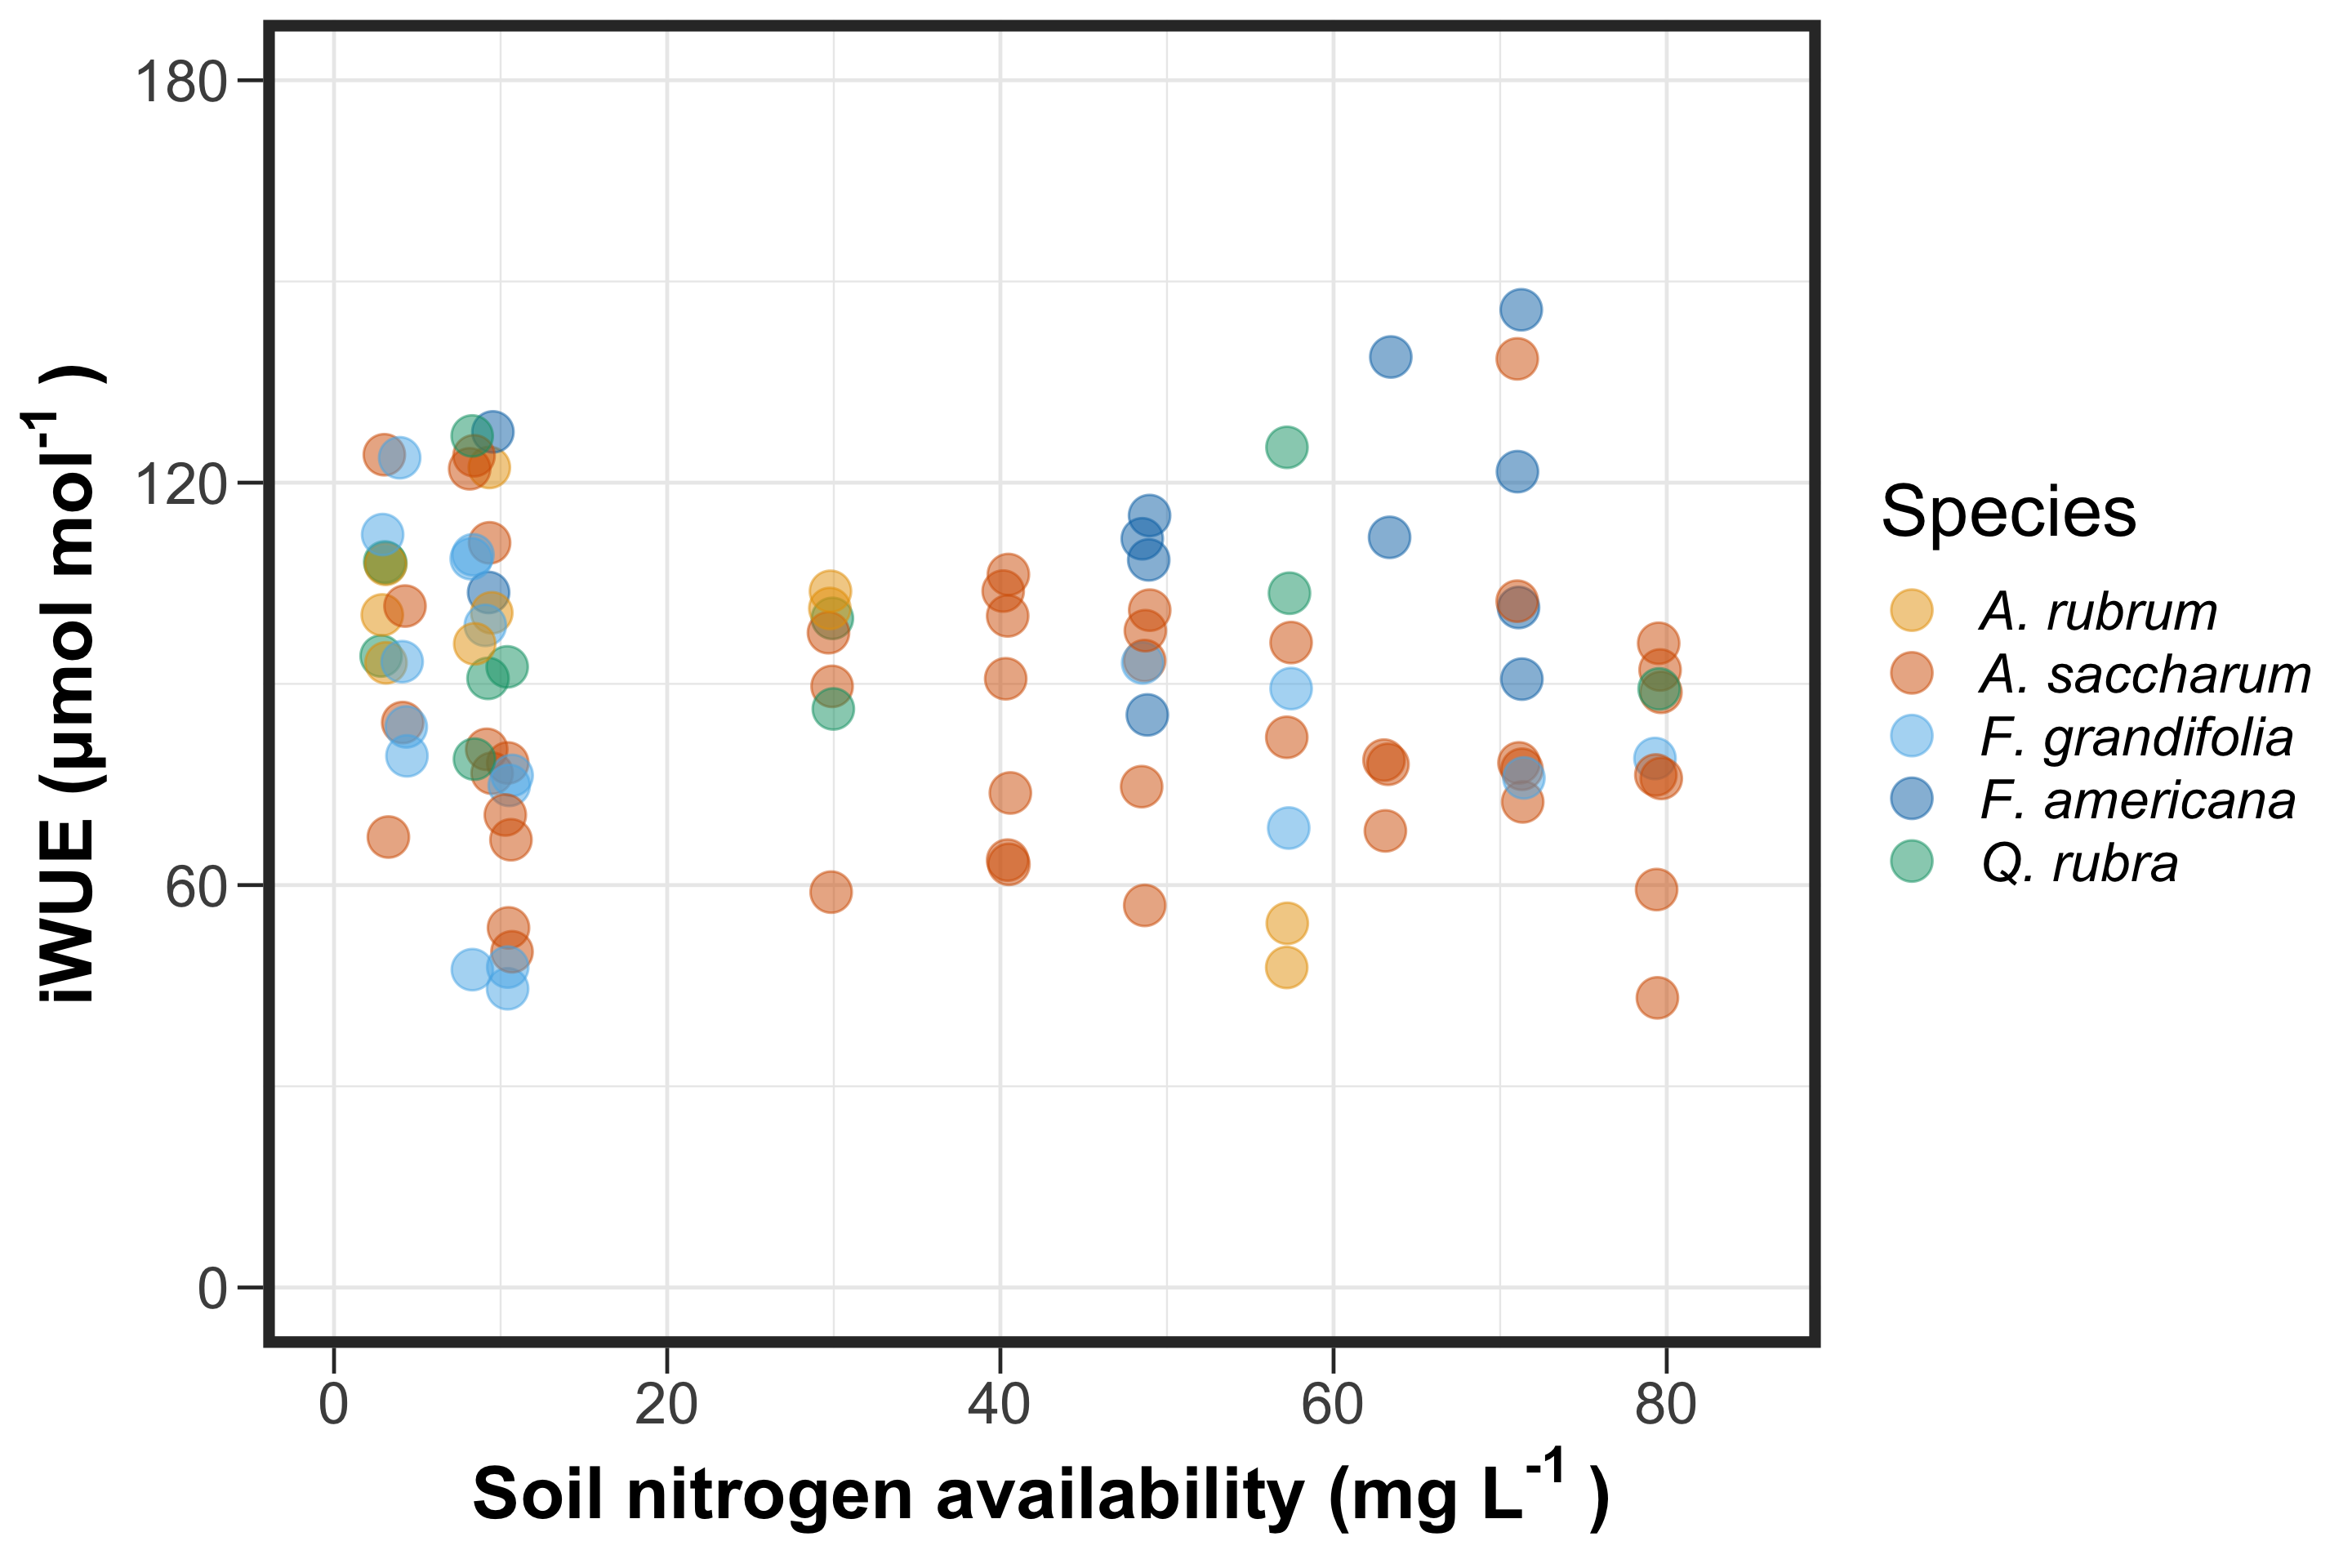 180
120
60
0
iWUE (μmol mol⁻¹ )
0 20 40 60 80
Soil nitrogen availability (mg L⁻¹ )
Species
A. rubrum
A. saccharum
F. grandifolia
F. americana
Q. rubra